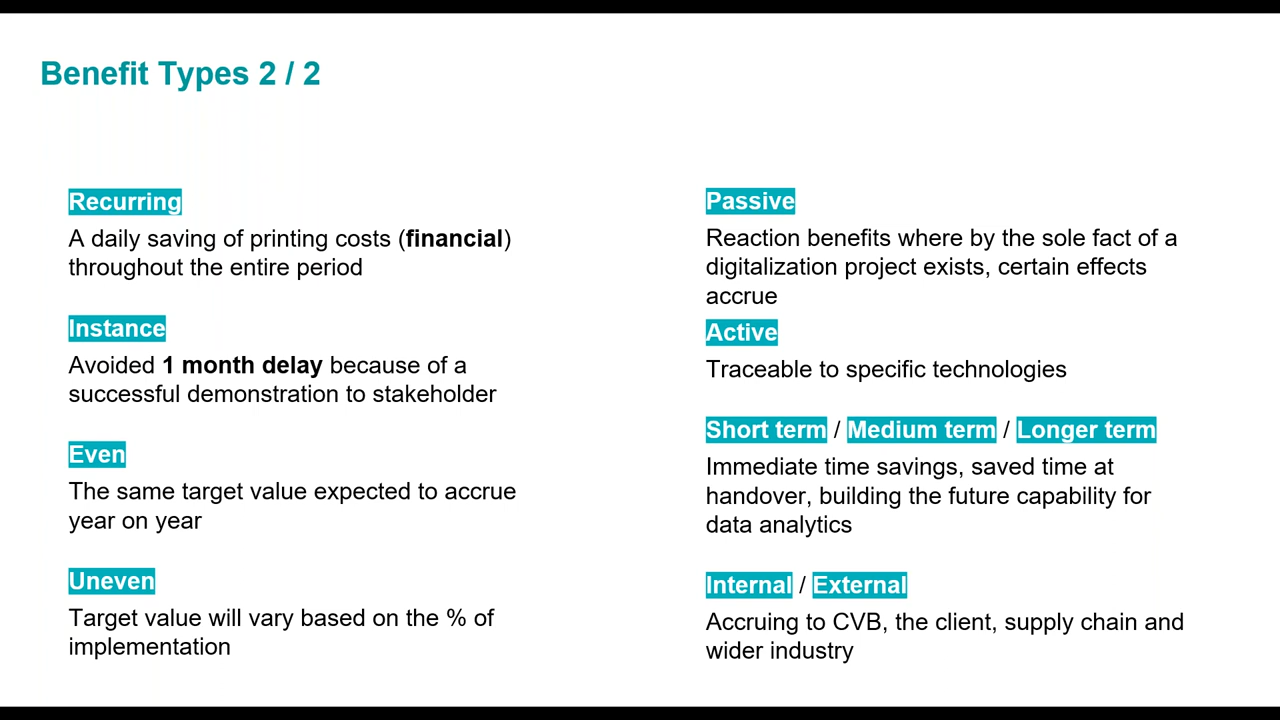 Benefit Types 2 / 2
Recurring
A daily saving of printing costs (financial)
throughout the entire period
Instance
Avoided 1 month delay because of a
successful demonstration to stakeholder
Even
The same target value expected to accrue
year on year
Uneven
Target value will vary based on the % of
implementation
Passive
Reaction benefits where by the sole fact of a
digitalization project exists, certain effects
accrue
Active
Traceable to specific technologies
Short term / Medium term / Longer term
Immediate time savings, saved time at
handover, building the future capability for
data analytics
Internal / External
Accruing to CVB, the client, supply chain and
wider industry